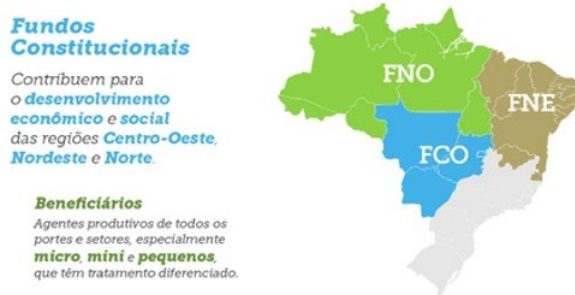 Fundos
Constitucionais
Contribuem para
o desenvolvimento
econômico e social
das regiões Centro-Oeste,
Nordeste e Norte.
Beneficiários
Agentes produtivos de todos os
portes e setores, especialmente
micro, mini e pequenos,
que têm tratamento diferenciado.
FNO
FNE
FCO